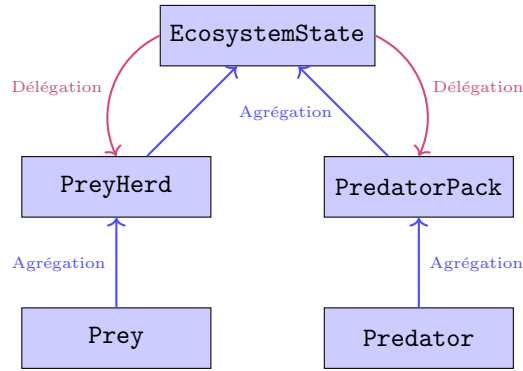 EcosystemState
Délégation
Délégation
Agrégation
PreyHerd
PredatorPack
Agrégation
Agrégation
Prey
Predator